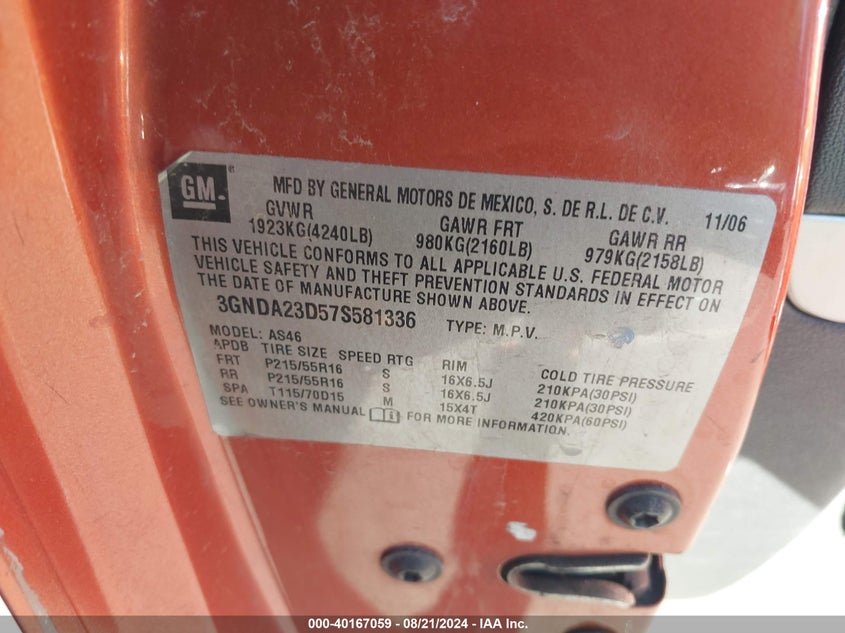 GM ®
MFD BY GENERAL MOTORS DE MEXICO, S. DE R.L. DE C.V. 11/06
GVWR GAWR FRT GAWR RR
1923KG(4240LB) 980KG(2160LB) 979KG(2158LB)
THIS VEHICLE CONFORMS TO ALL APPLICABLE U.S. FEDERAL MOTOR
VEHICLE SAFETY AND THEFT PREVENTION STANDARDS IN EFFECT ON
THE DATE OF MANUFACTURE SHOWN ABOVE.
3GNDA23D57S581336 TYPE: M.P.V.
MODEL: AS46
APDB TIRE SIZE SPEED RTG RIM COLD TIRE PRESSURE
FRT P215/55R16 S 16X6.5J 210KPA(30PSI)
RR P215/55R16 S 16X6.5J 210KPA(30PSI)
SPA T115/70D15 M 15X4T 420KPA(60PSI)
SEE OWNER'S MANUAL FOR MORE INFORMATION.
000-40167059 - 08/21/2024 - IAA Inc.